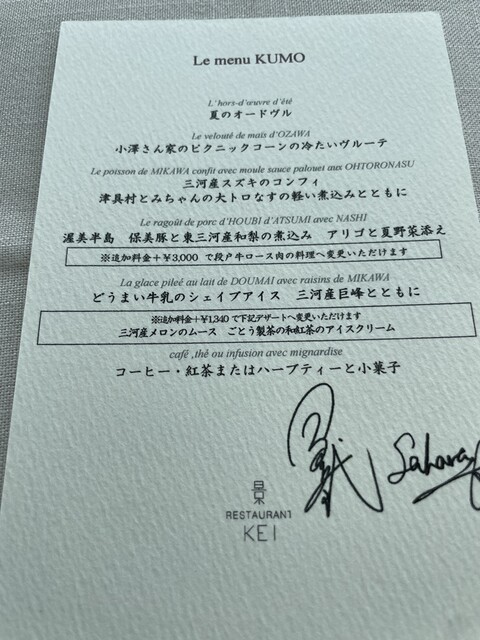 Le menu KUMO
L'hors-d'œuvre d'été
夏のオードヴル
Le velouté de maïs d'OZAWA
小澤さん家のピクニックコーンの冷たいヴルーテ
Le poisson de MIKAWA confit avec moule sauce palouet aux OHTORONASU
三河産スズキのコンフィ
津具村とみちゃんの大トロなすの軽い煮込みとともに
Le ragoût de porc d'HOUBI d'ATSUMI avec NASHI
渥美半島 保美豚と東三河産和梨の煮込み アリゴと夏野菜添え
※追加料金+¥3,000 で段戸牛ロース肉の料理へ変更いただけます
La glace pileé au lait de DOUMAI avec raisins de MIKAWA
どうまい牛乳のシェイブアイス 三河産巨峰とともに
※追加料金+¥1,340 で下記デザートへ変更いただけます
三河産メロンのムース ごとう製茶の和紅茶のアイスクリーム
café ,thé ou infusion avec mignardise
コーヒー・紅茶またはハーブティーと小菓子
景
RESTAURANT
KEI